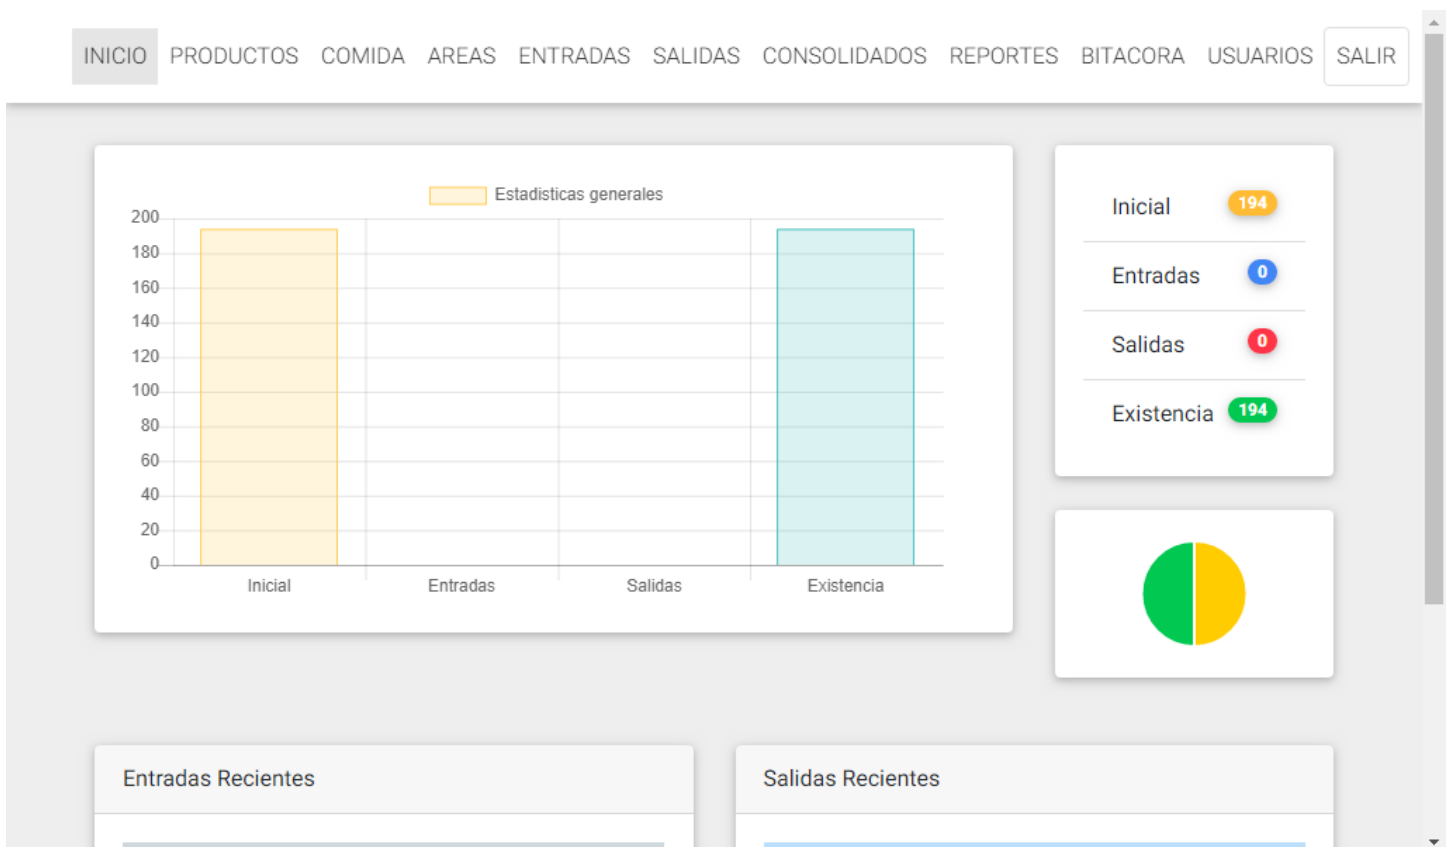 INICIO PRODUCTOS COMIDA AREAS ENTRADAS SALIDAS CONSOLIDADOS REPORTES BITACORA USUARIOS SALIR
Estadisticas generales
200
180
160
140
120
100
80
60
40
20
0
Inicial Entradas Salidas Existencia
Inicial 194
Entradas 0
Salidas 0
Existencia 194
Entradas Recientes
Salidas Recientes